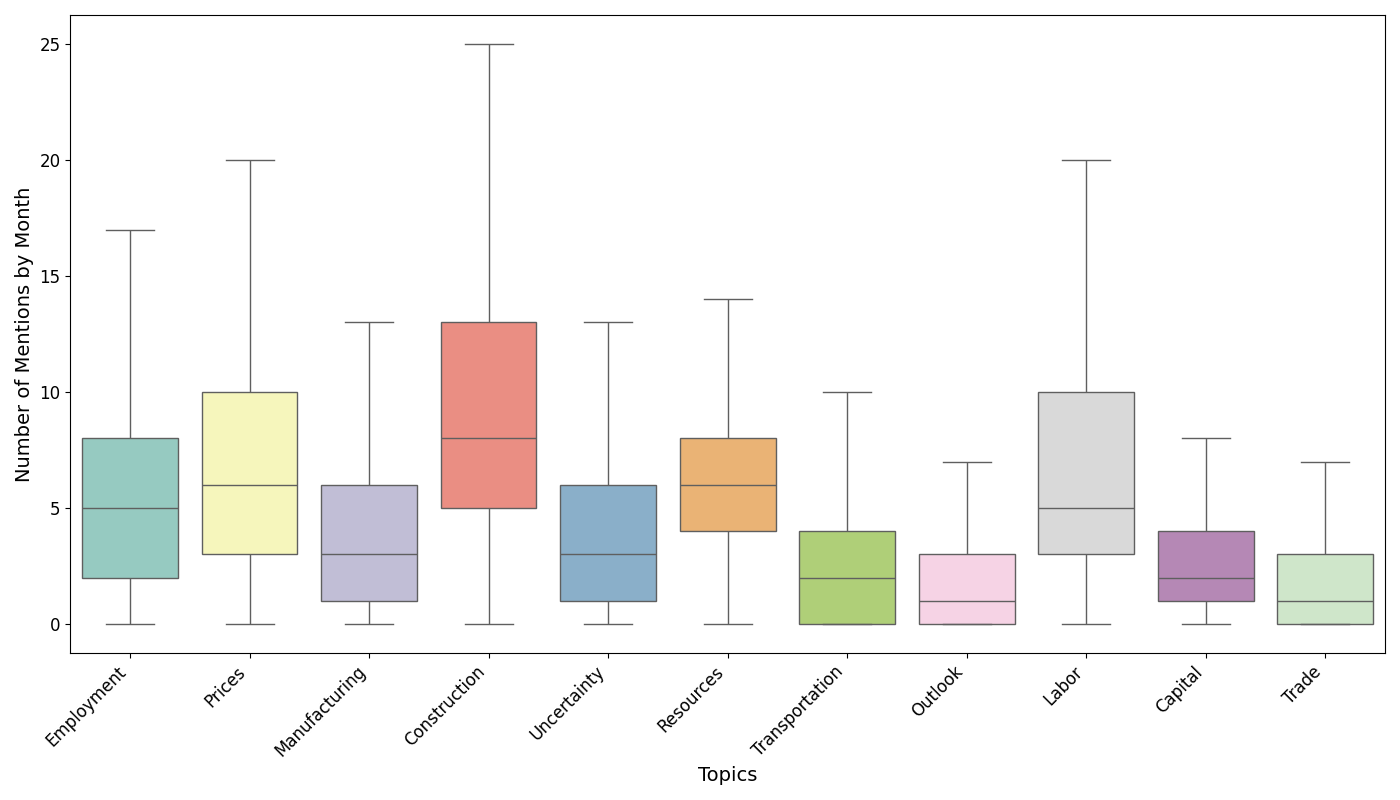 25
20
15
10
5
0
Number of Mentions by Month
Employment
Prices
Manufacturing
Construction
Uncertainty
Resources
Transportation
Outlook
Labor
Capital
Trade
Topics